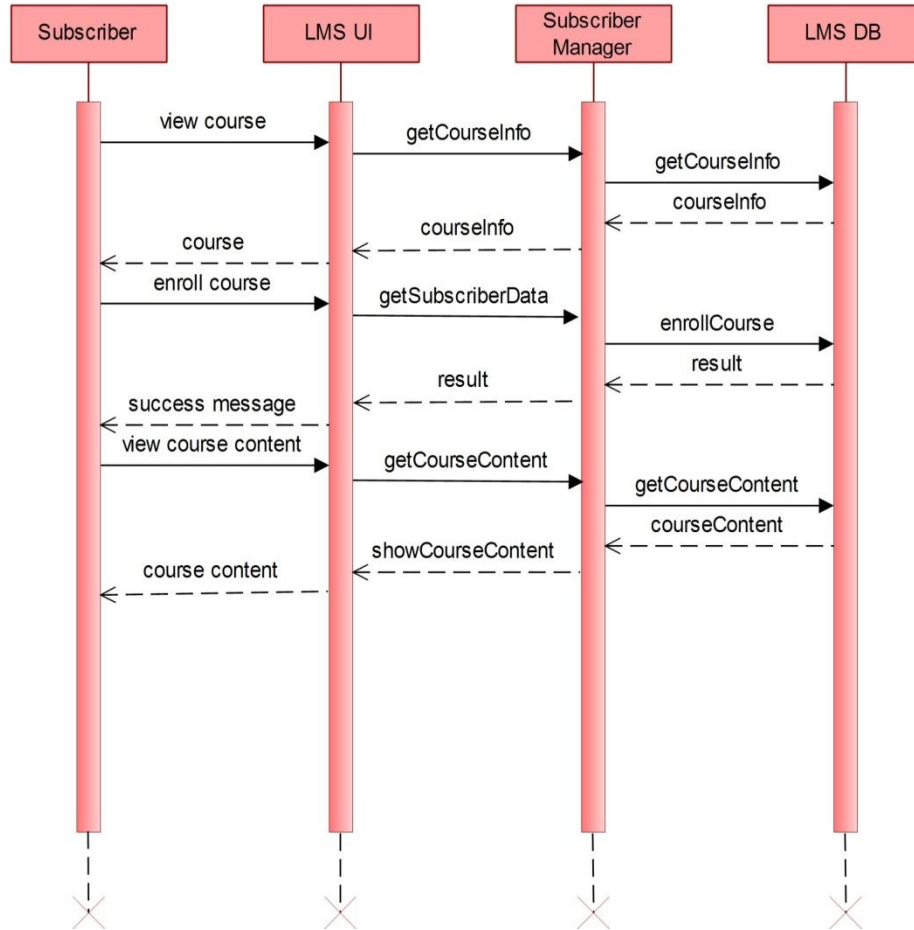 Subscriber
LMS UI
Subscriber
Manager
LMS DB
view course
getCourseInfo
getCourseInfo
courseInfo
courseInfo
course
enroll course
getSubscriberData
enrollCourse
result
result
success message
view course content
getCourseContent
getCourseContent
courseContent
showCourseContent
course content